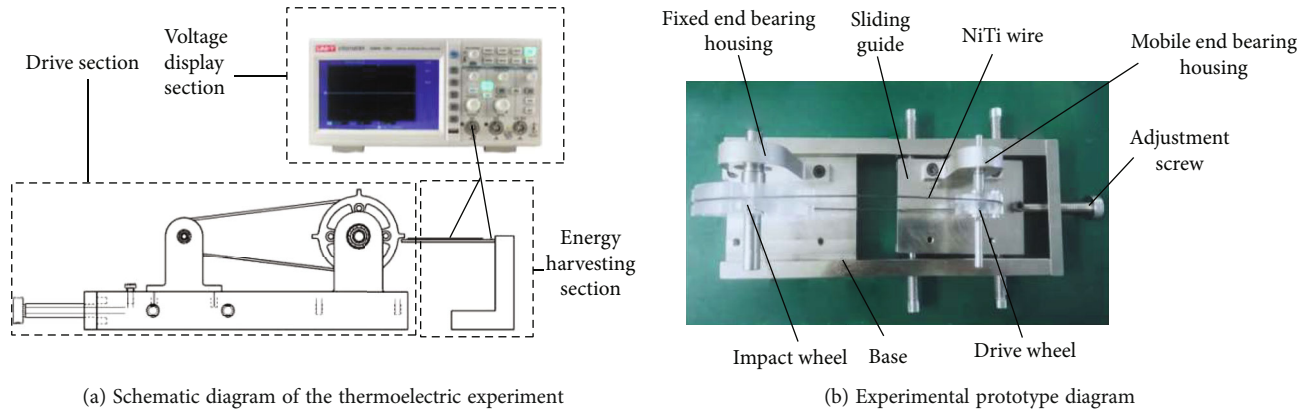 Drive section
Voltage
display
section
UNI-T
Energy
harvesting
section
(a) Schematic diagram of the thermoelectric experiment
Fixed end bearing
housing
Sliding
guide
NiTi wire
Mobile end bearing
housing
Adjustment
screw
Impact wheel
Base
Drive wheel
(b) Experimental prototype diagram